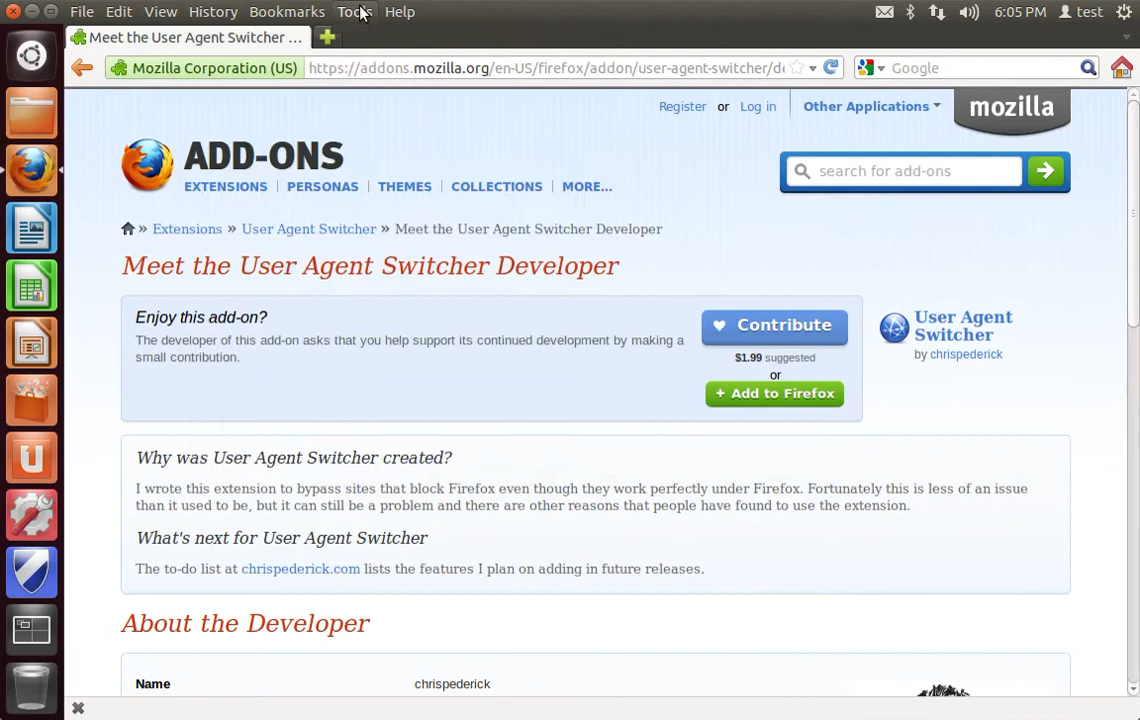 File Edit View History Bookmarks Tools Help 6:05 PM test
Meet the User Agent Switcher ...
Mozilla Corporation (US) https://addons.mozilla.org/en-US/firefox/addon/user-agent-switcher/de Google
Register or Log in Other Applications mozilla
ADD-ONS
EXTENSIONS PERSONAS THEMES COLLECTIONS MORE...
search for add-ons
» Extensions » User Agent Switcher » Meet the User Agent Switcher Developer
Meet the User Agent Switcher Developer
Enjoy this add-on?
The developer of this add-on asks that you help support its continued development by making a
small contribution.
Contribute
$1.99 suggested
or
+ Add to Firefox
User Agent
Switcher
by chrispederick
Why was User Agent Switcher created?
I wrote this extension to bypass sites that block Firefox even though they work perfectly under Firefox. Fortunately this is less of an issue
than it used to be, but it can still be a problem and there are other reasons that people have found to use the extension.
What's next for User Agent Switcher
The to-do list at chrispederick.com lists the features I plan on adding in future releases.
About the Developer
Name chrispederick